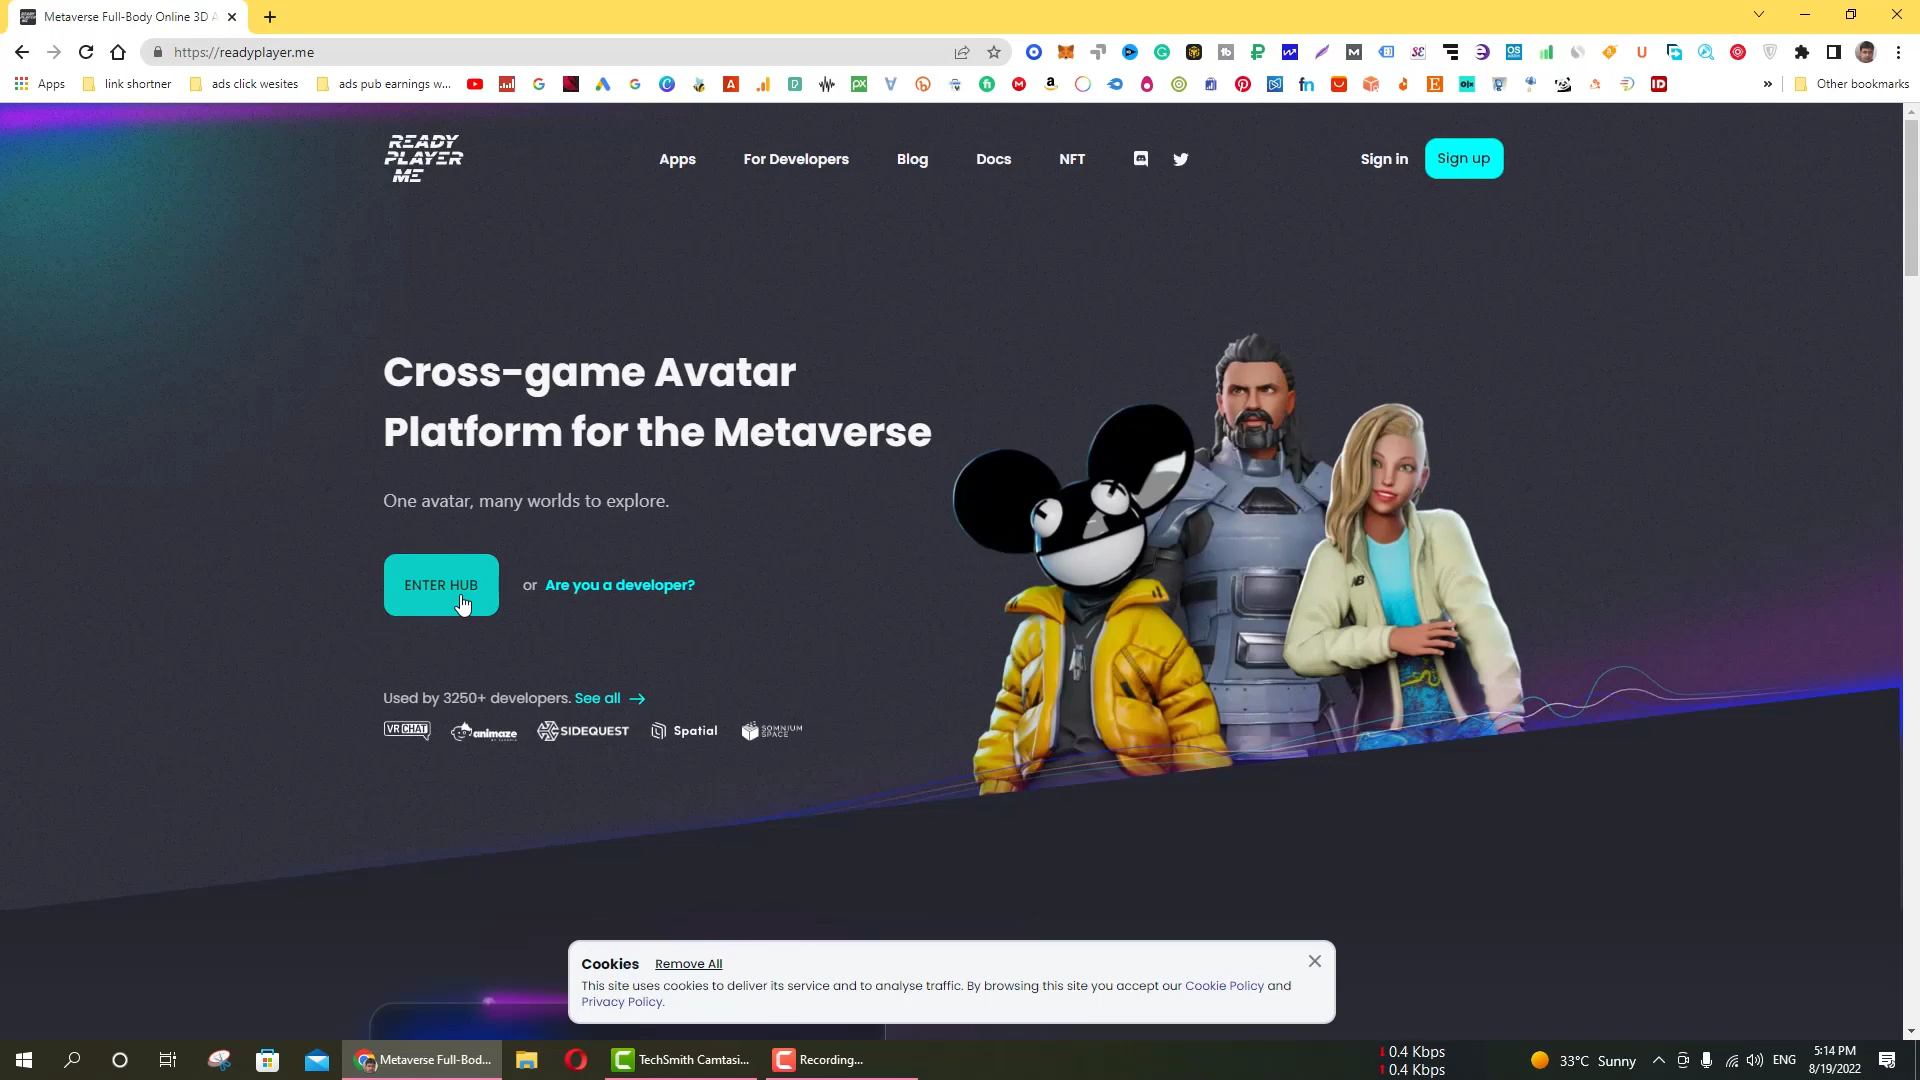 Metaverse Full-Body Online 3D A
https://readyplayer.me
Apps
link shortner
ads click wesites
ads pub earnings w...
Other bookmarks
READY
PLAYER
ME
Apps
For Developers
Blog
Docs
NFT
Sign in
Sign up
Cross-game Avatar
Platform for the Metaverse
One avatar, many worlds to explore.
ENTER HUB
or Are you a developer?
Used by 3250+ developers. See all →
VRCHAT
animaze
SIDEQUEST
Spatial
SOMNIUM
SPACE
Cookies
Remove All
This site uses cookies to deliver its service and to analyse traffic. By browsing this site you accept our Cookie Policy and
Privacy Policy.
Metaverse Full-Bod...
TechSmith Camtasi...
Recording...
0.4 Kbps
0.4 Kbps
33°C Sunny
ENG
5:14 PM
8/19/2022